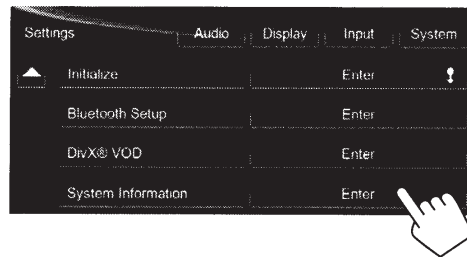 Settings Audio Display Input System
Initialize Enter
Bluetooth Setup Enter
DivX® VOD Enter
System Information Enter